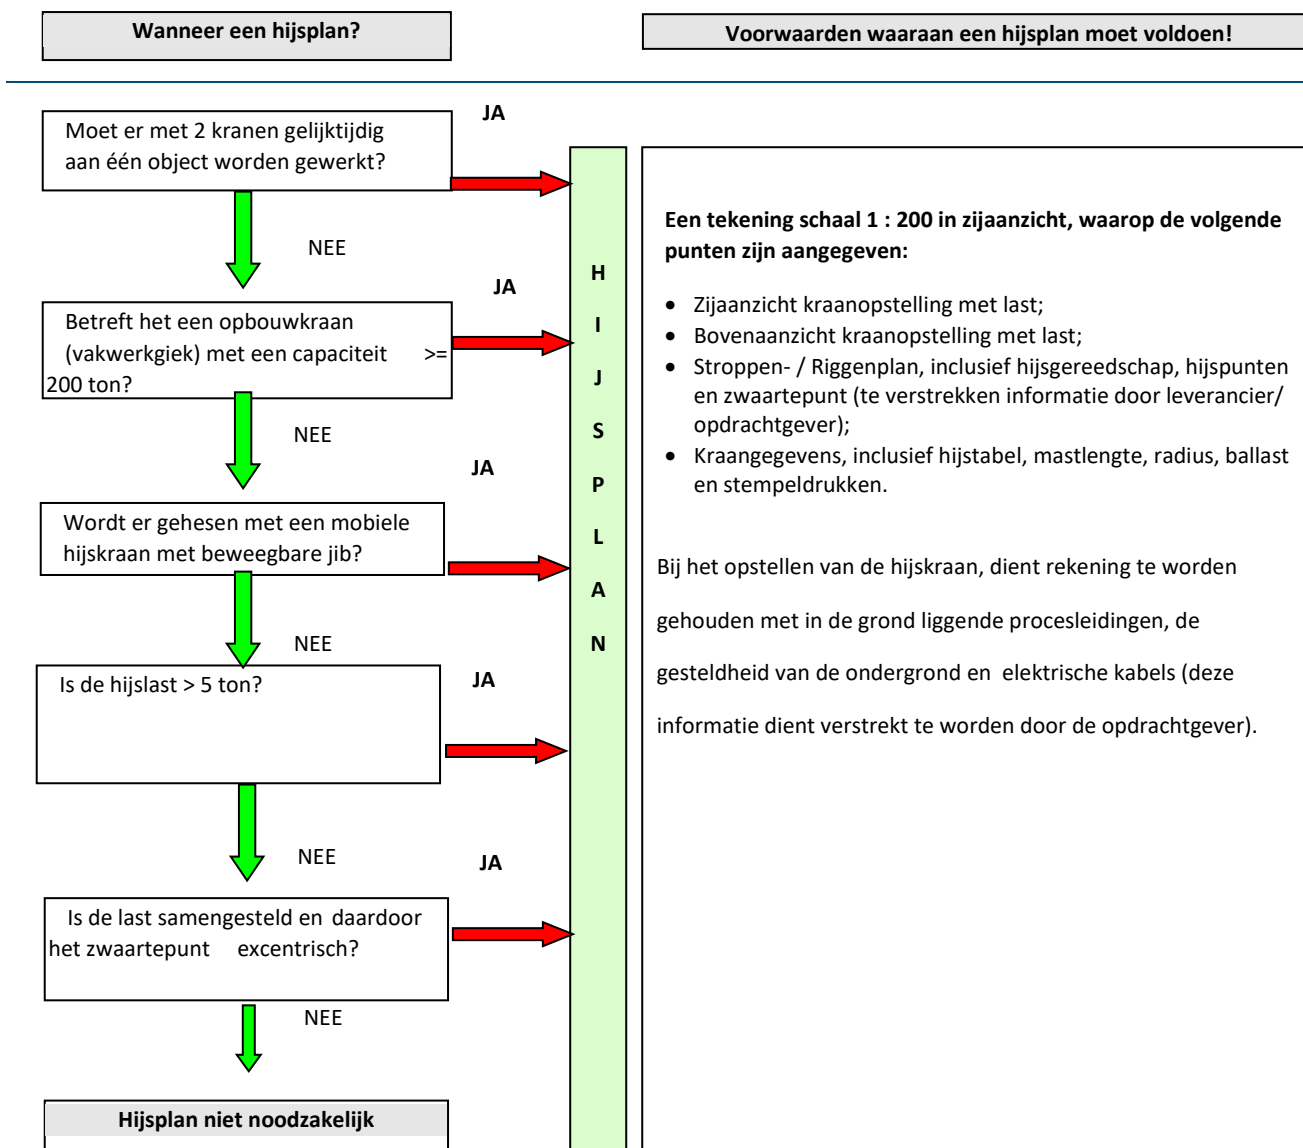 Wanneer een hijsplan?
Voorwaarden waaraan een hijsplan moet voldoen!
JA
Moet er met 2 kranen gelijktijdig
aan één object worden gewerkt?
NEE
JA
Betreft het een opbouwkraan
(vakwerkgiek) met een capaciteit >=
200 ton?
NEE
JA
Wordt er gehesen met een mobiele
hijskraan met beweegbare jib?
NEE
JA
Is de hijslast > 5 ton?
NEE
JA
Is de last samengesteld en daardoor
het zwaartepunt excentrisch?
NEE
Hijsplan niet noodzakelijk
H
I
J
S
P
L
A
N
Een tekening schaal 1 : 200 in zijaanzicht, waarop de volgende
punten zijn aangegeven:
• Zijaanzicht kraanopstelling met last;
• Bovenaanzicht kraanopstelling met last;
• Stroppen- / Riggenplan, inclusief hijsgereedschap, hijspunten
en zwaartepunt (te verstrekken informatie door leverancier/
opdrachtgever);
• Kraangegevens, inclusief hijstabel, mastlengte, radius, ballast
en stempeldrukken.
Bij het opstellen van de hijskraan, dient rekening te worden
gehouden met in de grond liggende procesleidingen, de
gesteldheid van de ondergrond en elektrische kabels (deze
informatie dient verstrekt te worden door de opdrachtgever).